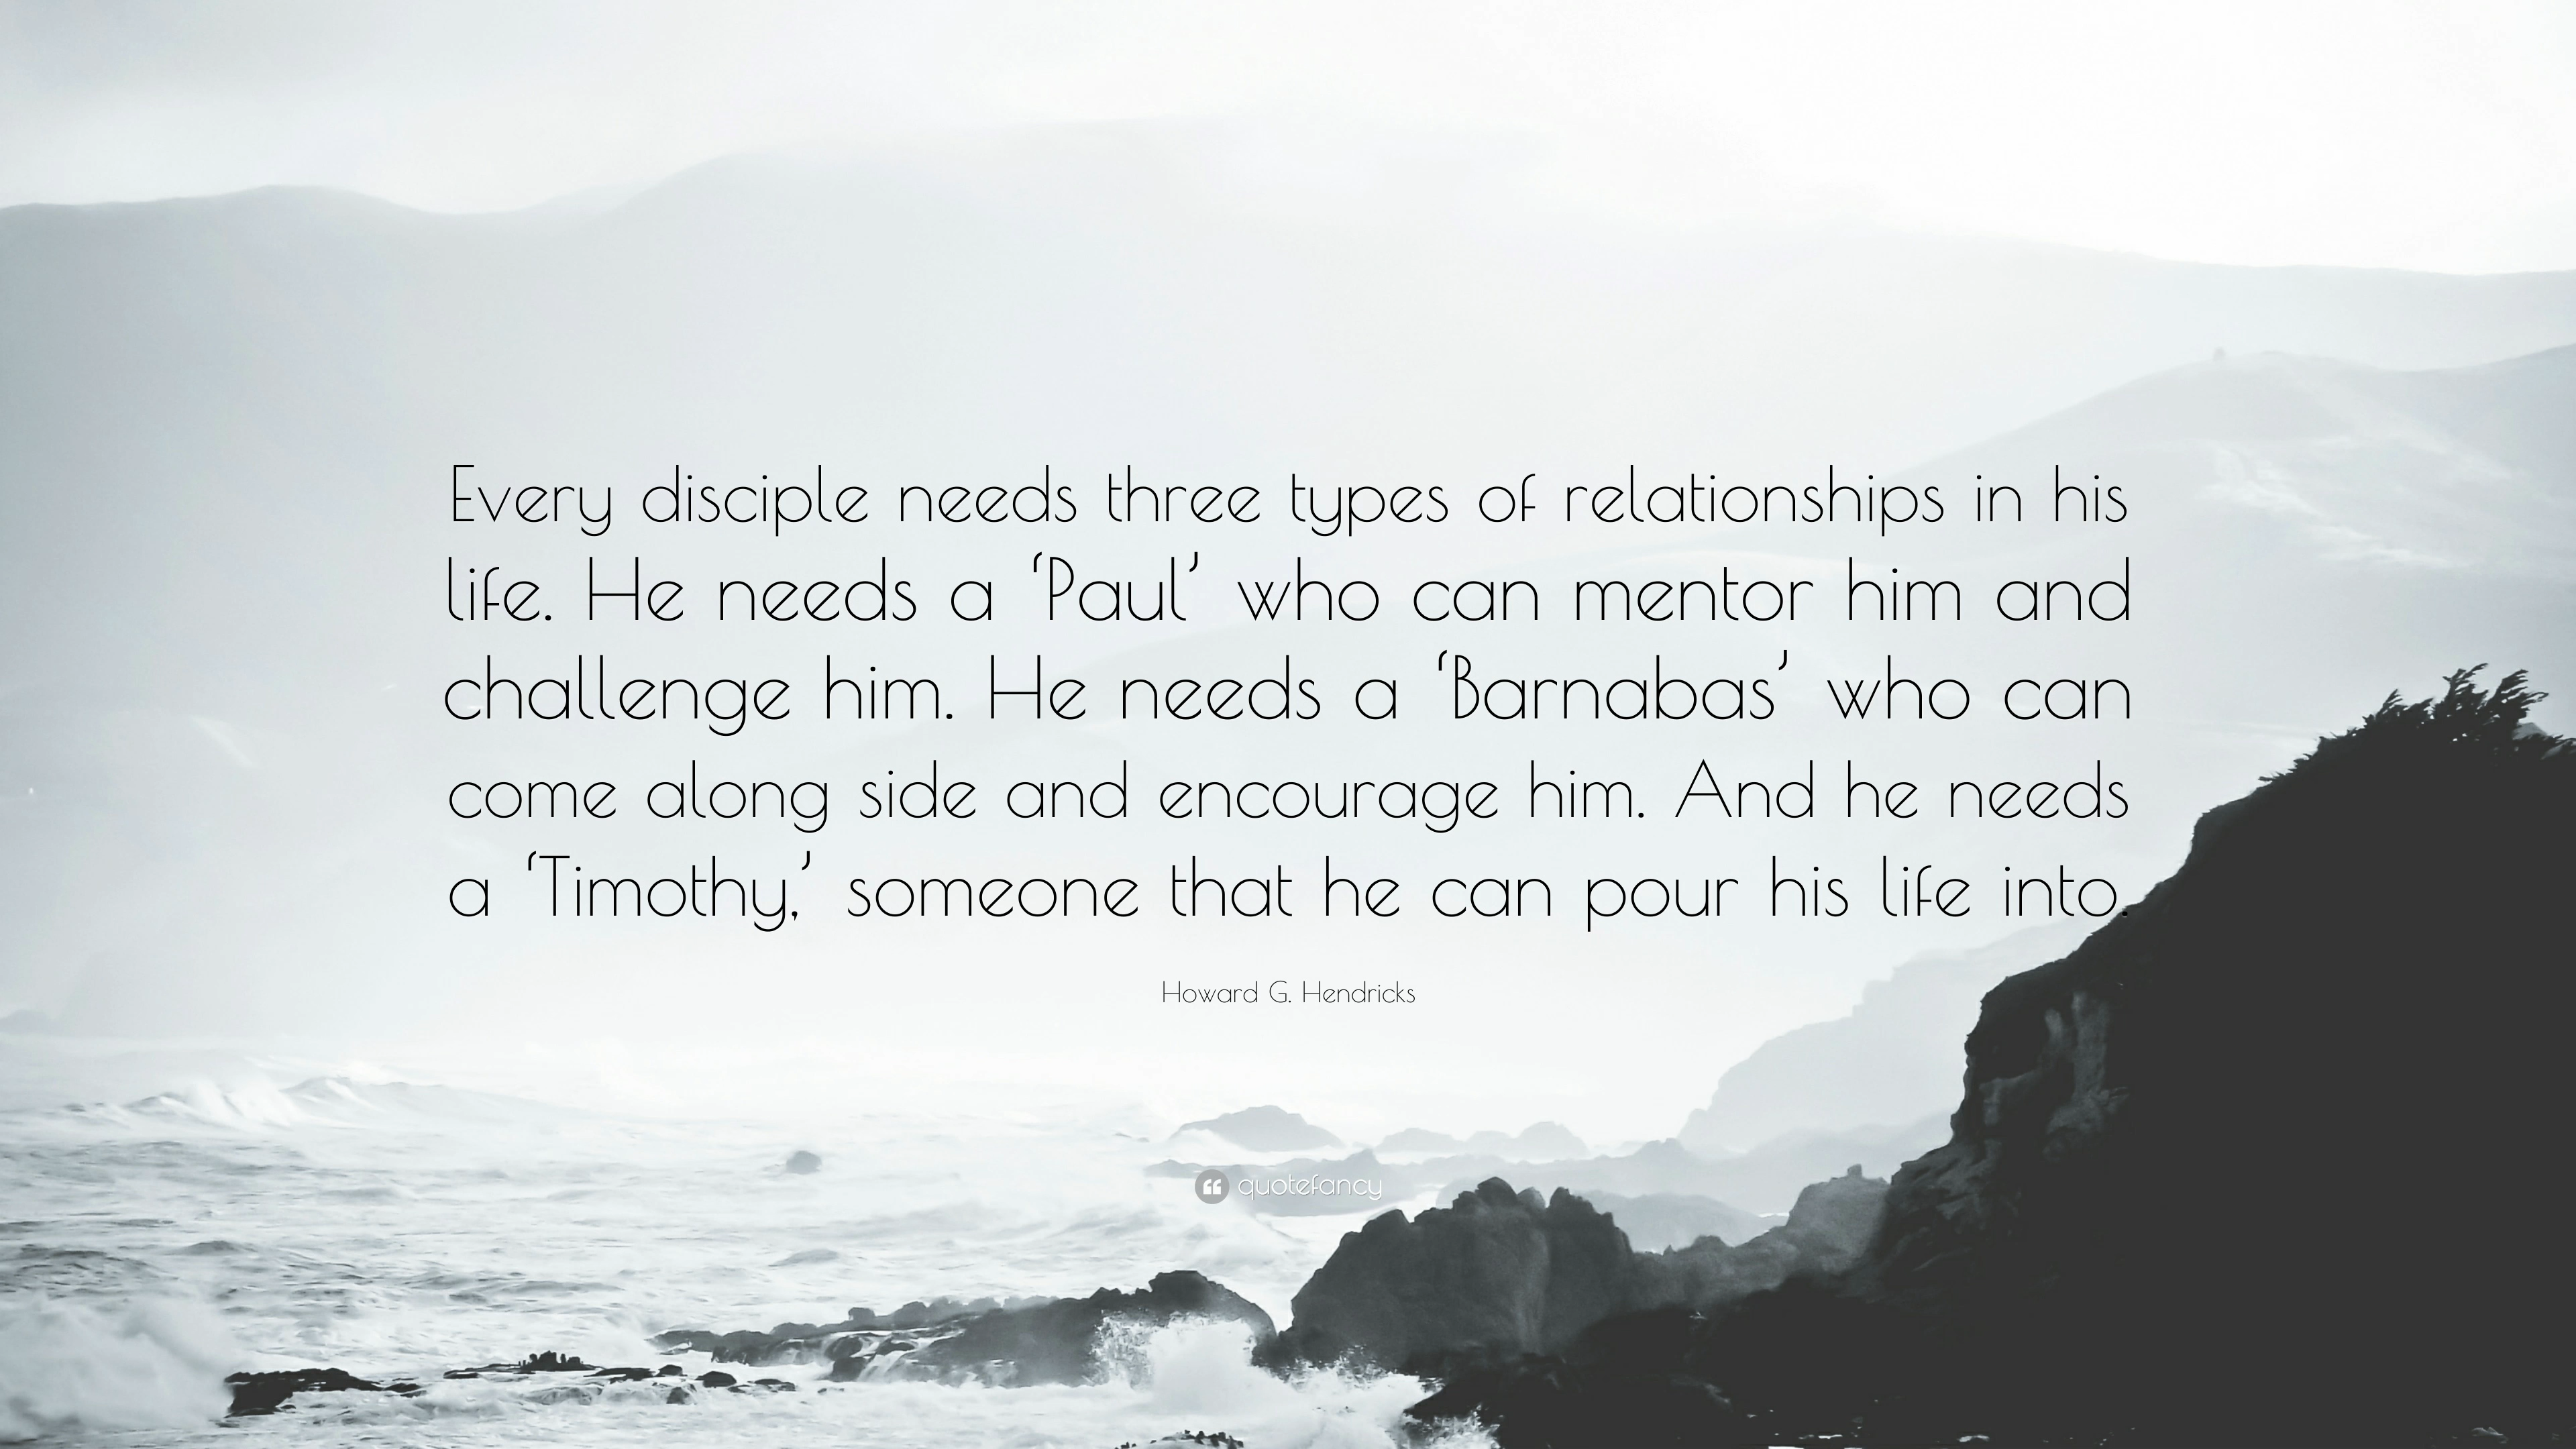 Every disciple needs three types of relationships in his
life. He needs a ‘Paul’ who can mentor him and
challenge him. He needs a ‘Barnabas’ who can
come along side and encourage him. And he needs
a ‘Timothy,’ someone that he can pour his life into.
Howard G. Hendricks
quotefancy